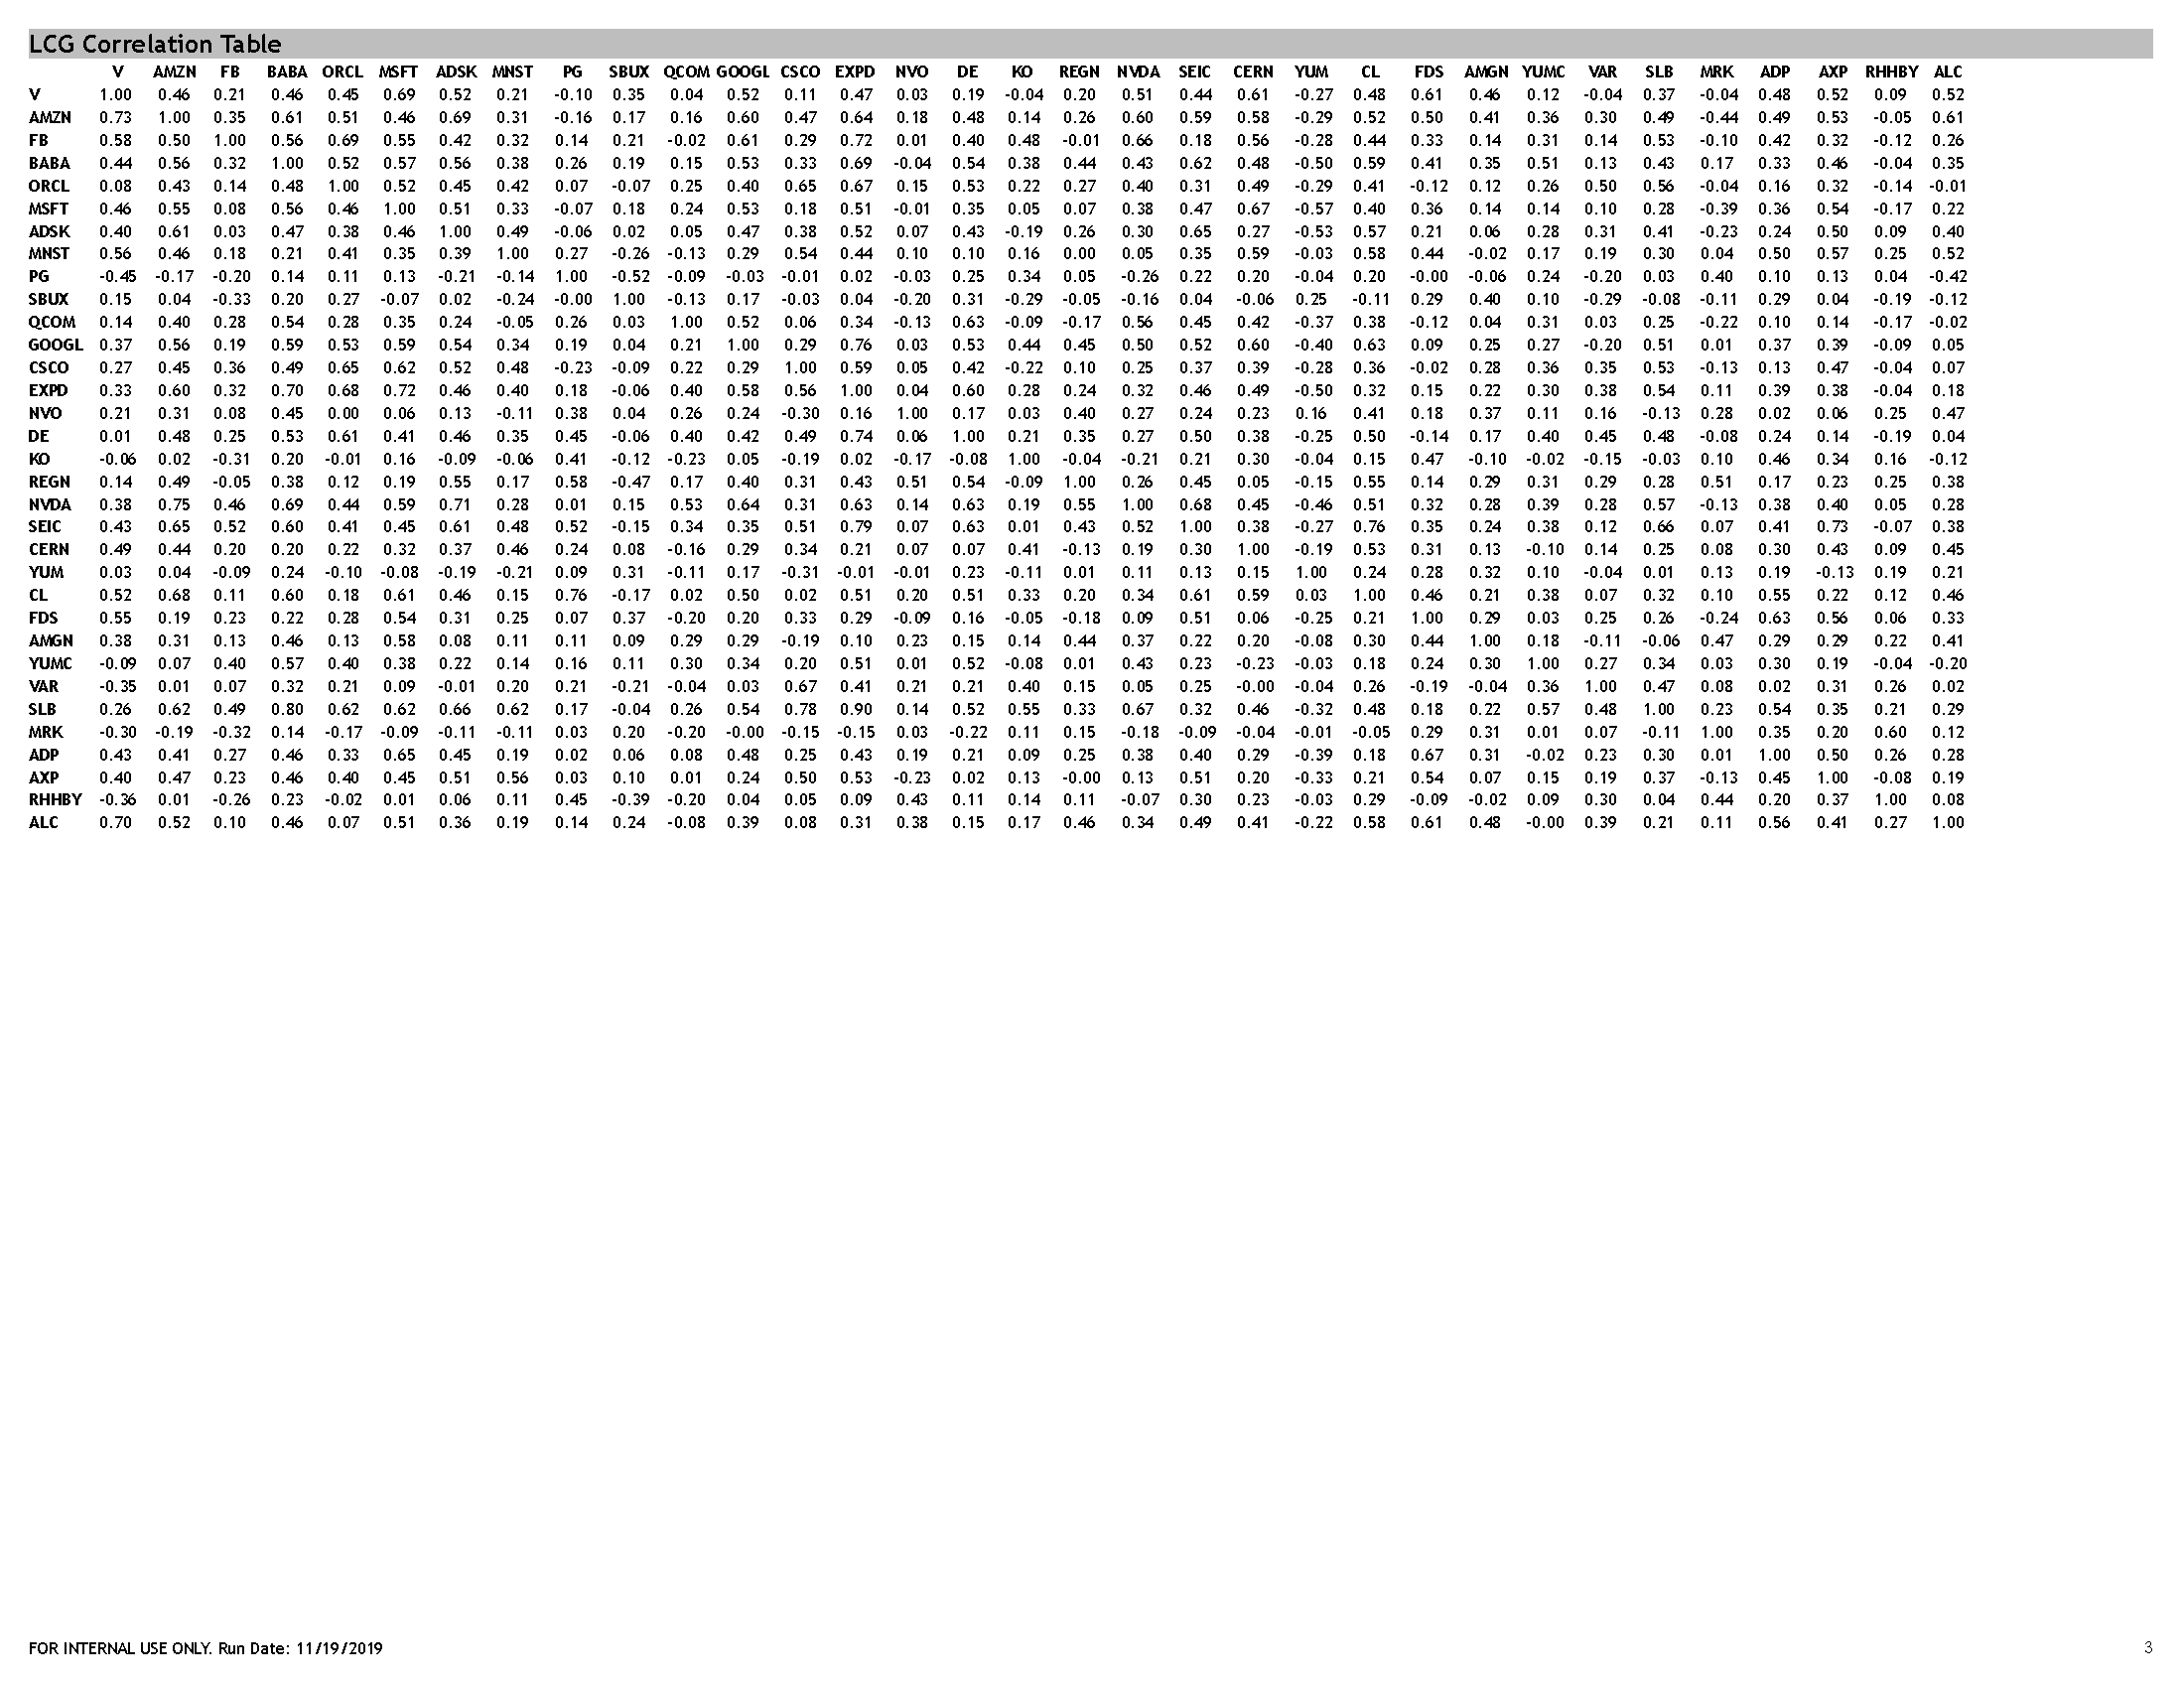 LCG Correlation Table
V AMZN FB BABA ORCL MSFT ADSK MNST PG SBUX QCOM GOOGL CSCO EXPD NVO DE KO REGN NVDA SEIC CERN YUM CL FDS AMGN YUMC VAR SLB MRK ADP AXP RHHBY ALC
V 1.00 0.46 0.21 0.46 0.45 0.69 0.52 0.21 -0.10 0.35 0.04 0.52 0.11 0.47 0.03 0.19 -0.04 0.20 0.51 0.44 0.61 -0.27 0.48 0.61 0.46 0.12 -0.04 0.37 -0.04 0.48 0.52 0.09 0.52
AMZN 0.73 1.00 0.35 0.61 0.51 0.46 0.69 0.31 -0.16 0.17 0.16 0.60 0.47 0.64 0.18 0.48 0.14 0.26 0.60 0.59 0.58 -0.29 0.52 0.50 0.41 0.36 0.30 0.49 -0.44 0.49 0.53 -0.05 0.61
FB 0.58 0.50 1.00 0.56 0.69 0.55 0.42 0.32 0.14 0.21 -0.02 0.61 0.29 0.72 0.01 0.40 0.48 -0.01 0.66 0.18 0.56 -0.28 0.44 0.33 0.14 0.31 0.14 0.53 -0.10 0.42 0.32 -0.12 0.26
BABA 0.44 0.56 0.32 1.00 0.52 0.57 0.56 0.38 0.26 0.19 0.15 0.53 0.33 0.69 -0.04 0.54 0.38 0.44 0.43 0.62 0.48 -0.50 0.59 0.41 0.35 0.51 0.13 0.43 0.17 0.33 0.46 -0.04 0.35
ORCL 0.08 0.43 0.14 0.48 1.00 0.52 0.45 0.42 0.07 -0.07 0.25 0.40 0.65 0.67 0.15 0.53 0.22 0.27 0.40 0.31 0.49 -0.29 0.41 -0.12 0.12 0.26 0.50 0.56 -0.04 0.16 0.32 -0.14 -0.01
MSFT 0.46 0.55 0.08 0.56 0.46 1.00 0.51 0.33 -0.07 0.18 0.24 0.53 0.18 0.51 -0.01 0.35 0.05 0.07 0.38 0.47 0.67 -0.57 0.40 0.36 0.14 0.14 0.10 0.28 -0.39 0.36 0.54 -0.17 0.22
ADSK 0.40 0.61 0.03 0.47 0.38 0.46 1.00 0.49 -0.06 0.02 0.05 0.47 0.38 0.52 0.07 0.43 -0.19 0.26 0.30 0.65 0.27 -0.53 0.57 0.21 0.06 0.28 0.31 0.41 -0.23 0.24 0.50 0.09 0.40
MNST 0.56 0.46 0.18 0.21 0.41 0.35 0.39 1.00 0.27 -0.26 -0.13 0.29 0.54 0.44 0.10 0.10 0.16 0.00 0.05 0.35 0.59 -0.03 0.58 0.44 -0.02 0.17 0.19 0.30 0.04 0.50 0.57 0.25 0.52
PG -0.45 -0.17 -0.20 0.14 0.11 0.13 -0.21 -0.14 1.00 -0.52 -0.09 -0.03 -0.01 0.02 -0.03 0.25 0.34 0.05 -0.26 0.22 0.20 -0.04 0.20 -0.00 -0.06 0.24 -0.20 0.03 0.40 0.10 0.13 0.04 -0.42
SBUX 0.15 0.04 -0.33 0.20 0.27 -0.07 0.02 -0.24 -0.00 1.00 -0.13 0.17 -0.03 0.04 -0.20 0.31 -0.29 -0.05 -0.16 0.04 -0.06 0.25 -0.11 0.29 0.40 0.10 -0.29 -0.08 -0.11 0.29 0.04 -0.19 -0.12
QCOM 0.14 0.40 0.28 0.54 0.28 0.35 0.24 -0.05 0.26 0.03 1.00 0.52 0.06 0.34 -0.13 0.63 -0.09 -0.17 0.56 0.45 0.42 -0.37 0.38 -0.12 0.04 0.31 0.03 0.25 -0.22 0.10 0.14 -0.17 -0.02
GOOGL 0.37 0.56 0.19 0.59 0.53 0.59 0.54 0.34 0.19 0.04 0.21 1.00 0.29 0.76 0.03 0.53 0.44 0.45 0.50 0.52 0.60 -0.40 0.63 0.09 0.25 0.27 -0.20 0.51 0.01 0.37 0.39 -0.09 0.05
CSCO 0.27 0.45 0.36 0.49 0.65 0.62 0.52 0.48 -0.23 -0.09 0.22 0.29 1.00 0.59 0.05 0.42 -0.22 0.10 0.25 0.37 0.39 -0.28 0.36 -0.02 0.28 0.36 0.35 0.53 -0.13 0.13 0.47 -0.04 0.07
EXPD 0.33 0.60 0.32 0.70 0.68 0.72 0.46 0.40 0.18 -0.06 0.40 0.58 0.56 1.00 0.04 0.60 0.28 0.24 0.32 0.46 0.49 -0.50 0.32 0.15 0.22 0.30 0.38 0.54 0.11 0.39 0.38 -0.04 0.18
NVO 0.21 0.31 0.08 0.45 0.00 0.06 0.13 -0.11 0.38 0.04 0.26 0.24 -0.30 0.16 1.00 0.17 0.03 0.40 0.27 0.24 0.23 0.16 0.41 0.18 0.37 0.11 0.16 -0.13 0.28 0.02 0.06 0.25 0.47
DE 0.01 0.48 0.25 0.53 0.61 0.41 0.46 0.35 0.45 -0.06 0.40 0.42 0.49 0.74 0.06 1.00 0.21 0.35 0.27 0.50 0.38 -0.25 0.50 -0.14 0.17 0.40 0.45 0.48 -0.08 0.24 0.14 -0.19 0.04
KO -0.06 0.02 -0.31 0.20 -0.01 0.16 -0.09 -0.06 0.41 -0.12 -0.23 0.05 -0.19 0.02 -0.17 -0.08 1.00 -0.04 -0.21 0.21 0.30 -0.04 0.15 0.47 -0.10 -0.02 -0.15 -0.03 0.10 0.46 0.34 0.16 -0.12
REGN 0.14 0.49 -0.05 0.38 0.12 0.19 0.55 0.17 0.58 -0.47 0.17 0.40 0.31 0.43 0.51 0.54 -0.09 1.00 0.26 0.45 0.05 -0.15 0.55 0.14 0.29 0.31 0.29 0.28 0.51 0.17 0.23 0.25 0.38
NVDA 0.38 0.75 0.46 0.69 0.44 0.59 0.71 0.28 0.01 0.15 0.53 0.64 0.31 0.63 0.14 0.63 0.19 0.55 1.00 0.68 0.45 -0.46 0.51 0.32 0.28 0.39 0.28 0.57 -0.13 0.38 0.40 0.05 0.28
SEIC 0.43 0.65 0.52 0.60 0.41 0.45 0.61 0.48 0.52 -0.15 0.34 0.35 0.51 0.79 0.07 0.63 0.01 0.43 0.52 1.00 0.38 -0.27 0.76 0.35 0.24 0.38 0.12 0.66 0.07 0.41 0.73 -0.07 0.38
CERN 0.49 0.44 0.20 0.20 0.22 0.32 0.37 0.46 0.24 0.08 -0.16 0.29 0.34 0.21 0.07 0.07 0.41 -0.13 0.19 0.30 1.00 -0.19 0.53 0.31 0.13 -0.10 0.14 0.25 0.08 0.30 0.43 0.09 0.45
YUM 0.03 0.04 -0.09 0.24 -0.10 -0.08 -0.19 -0.21 0.09 0.31 -0.11 0.17 -0.31 -0.01 -0.01 0.23 -0.11 0.01 0.11 0.13 0.15 1.00 0.24 0.28 0.32 0.10 -0.04 0.01 0.13 0.19 -0.13 0.19 0.21
CL 0.52 0.68 0.11 0.60 0.18 0.61 0.46 0.15 0.76 -0.17 0.02 0.50 0.02 0.51 0.20 0.51 0.33 0.20 0.34 0.61 0.59 0.03 1.00 0.46 0.21 0.38 0.07 0.32 0.10 0.55 0.22 0.12 0.46
FDS 0.55 0.19 0.23 0.22 0.28 0.54 0.31 0.25 0.07 0.37 -0.20 0.20 0.33 0.29 -0.09 0.16 -0.05 -0.18 0.09 0.51 0.06 -0.25 0.21 1.00 0.29 0.03 0.25 0.26 -0.24 0.63 0.56 0.06 0.33
AMGN 0.38 0.31 0.13 0.46 0.13 0.58 0.08 0.11 0.11 0.09 0.29 0.29 -0.19 0.10 0.23 0.15 0.14 0.44 0.37 0.22 0.20 -0.08 0.30 0.44 1.00 0.18 -0.11 -0.06 0.47 0.29 0.29 0.22 0.41
YUMC -0.09 0.07 0.40 0.57 0.40 0.38 0.22 0.14 0.16 0.11 0.30 0.34 0.20 0.51 0.01 0.52 -0.08 0.01 0.43 0.23 -0.23 -0.03 0.18 0.24 0.30 1.00 0.27 0.34 0.03 0.30 0.19 -0.04 -0.20
VAR -0.35 0.01 0.07 0.32 0.21 0.09 -0.01 0.20 0.21 -0.21 -0.04 0.03 0.67 0.41 0.21 0.21 0.40 0.15 0.05 0.25 -0.00 -0.04 0.26 -0.19 -0.04 0.36 1.00 0.47 0.08 0.02 0.31 0.26 0.02
SLB 0.26 0.62 0.49 0.80 0.62 0.62 0.66 0.62 0.17 -0.04 0.26 0.54 0.78 0.90 0.14 0.52 0.55 0.33 0.67 0.32 0.46 -0.32 0.48 0.18 0.22 0.57 0.48 1.00 0.23 0.54 0.35 0.21 0.29
MRK -0.30 -0.19 -0.32 0.14 -0.17 -0.09 -0.11 -0.11 0.03 0.20 -0.20 -0.00 -0.15 -0.15 0.03 -0.22 0.11 0.15 -0.18 -0.09 -0.04 -0.01 -0.05 0.29 0.31 0.01 0.07 -0.11 1.00 0.35 0.20 0.60 0.12
ADP 0.43 0.41 0.27 0.46 0.33 0.65 0.45 0.19 0.02 0.06 0.08 0.48 0.25 0.43 0.19 0.21 0.09 0.25 0.38 0.40 0.29 -0.39 0.18 0.67 0.31 -0.02 0.23 0.30 0.01 1.00 0.50 0.26 0.28
AXP 0.40 0.47 0.23 0.46 0.40 0.45 0.51 0.56 0.03 0.10 0.01 0.24 0.50 0.53 -0.23 0.02 0.13 -0.00 0.13 0.51 0.20 -0.33 0.21 0.54 0.07 0.15 0.19 0.37 -0.13 0.45 1.00 -0.08 0.19
RHHBY -0.36 0.01 -0.26 0.23 -0.02 0.01 0.06 0.11 0.45 -0.39 -0.20 0.04 0.05 0.09 0.43 0.11 0.14 0.11 -0.07 0.30 0.23 -0.03 0.29 -0.09 -0.02 0.09 0.30 0.04 0.44 0.20 0.37 1.00 0.08
ALC 0.70 0.52 0.10 0.46 0.07 0.51 0.36 0.19 0.14 0.24 -0.08 0.39 0.08 0.31 0.38 0.15 0.17 0.46 0.34 0.49 0.41 -0.22 0.58 0.61 0.48 -0.00 0.39 0.21 0.11 0.56 0.41 0.27 1.00
FOR INTERNAL USE ONLY. Run Date: 11/19/2019
3